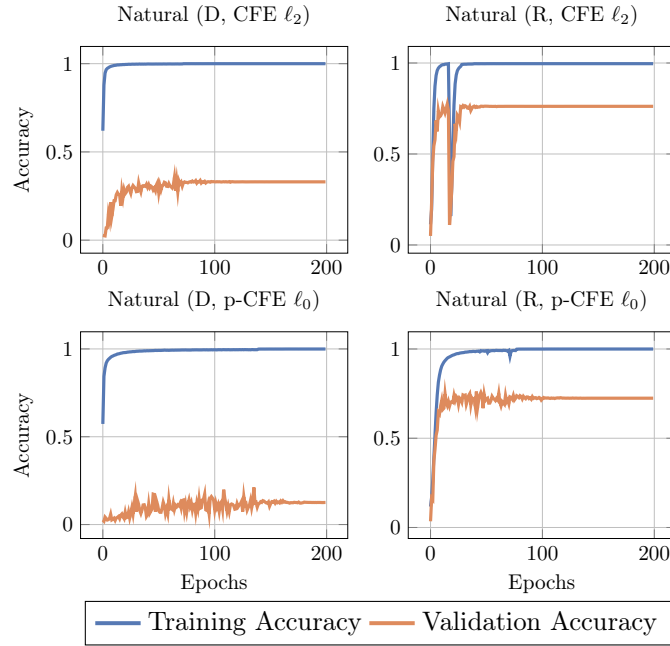 Natural (D, CFE ℓ₂)
Natural (R, CFE ℓ₂)
1
0.5
0
Accuracy
0
100
200
1
0.5
0
0
100
200
Natural (D, p-CFE ℓ₀)
Natural (R, p-CFE ℓ₀)
1
0.5
0
Accuracy
0
100
200
Epochs
1
0.5
0
0
100
200
Epochs
Training Accuracy
Validation Accuracy